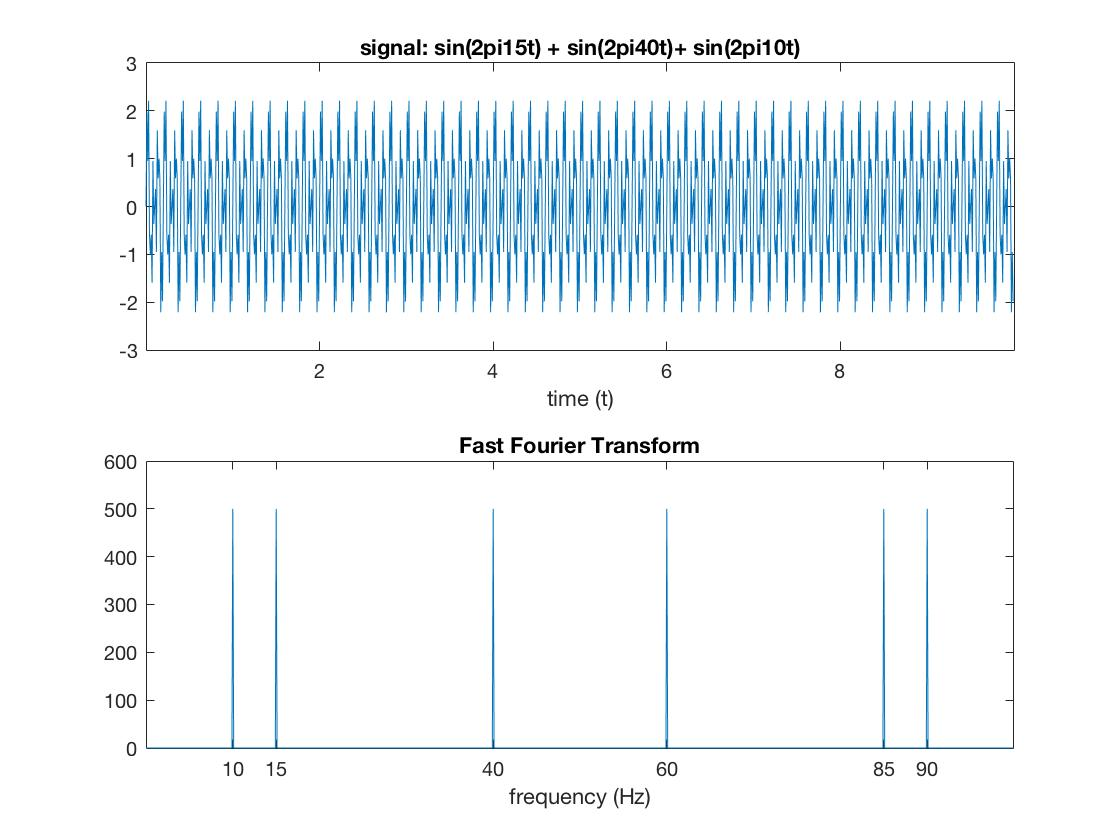 signal: sin(2pi15t) + sin(2pi40t)+ sin(2pi10t)
3
2
1
0
-1
-2
-3
2 4 6 8
time (t)
Fast Fourier Transform
600
500
400
300
200
100
0
10 15 40 60 85 90
frequency (Hz)